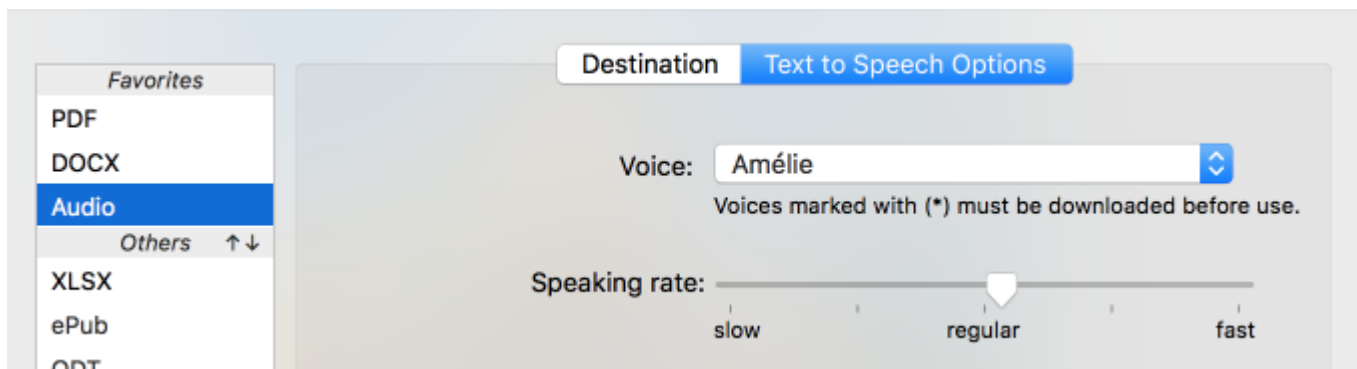 Destination Text to Speech Options
Favorites
PDF
DOCX
Audio
Others ↑↓
XLSX
ePub
Voice: Amélie
Voices marked with (*) must be downloaded before use.
Speaking rate:
slow regular fast